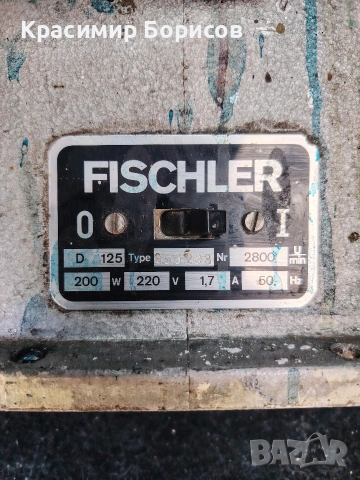 Красимир Борисов
FISCHLER
0 I
D 125 Type Nr 2800 U/min
200 W 220 V 1,7 A 50 Hz
BAZAR